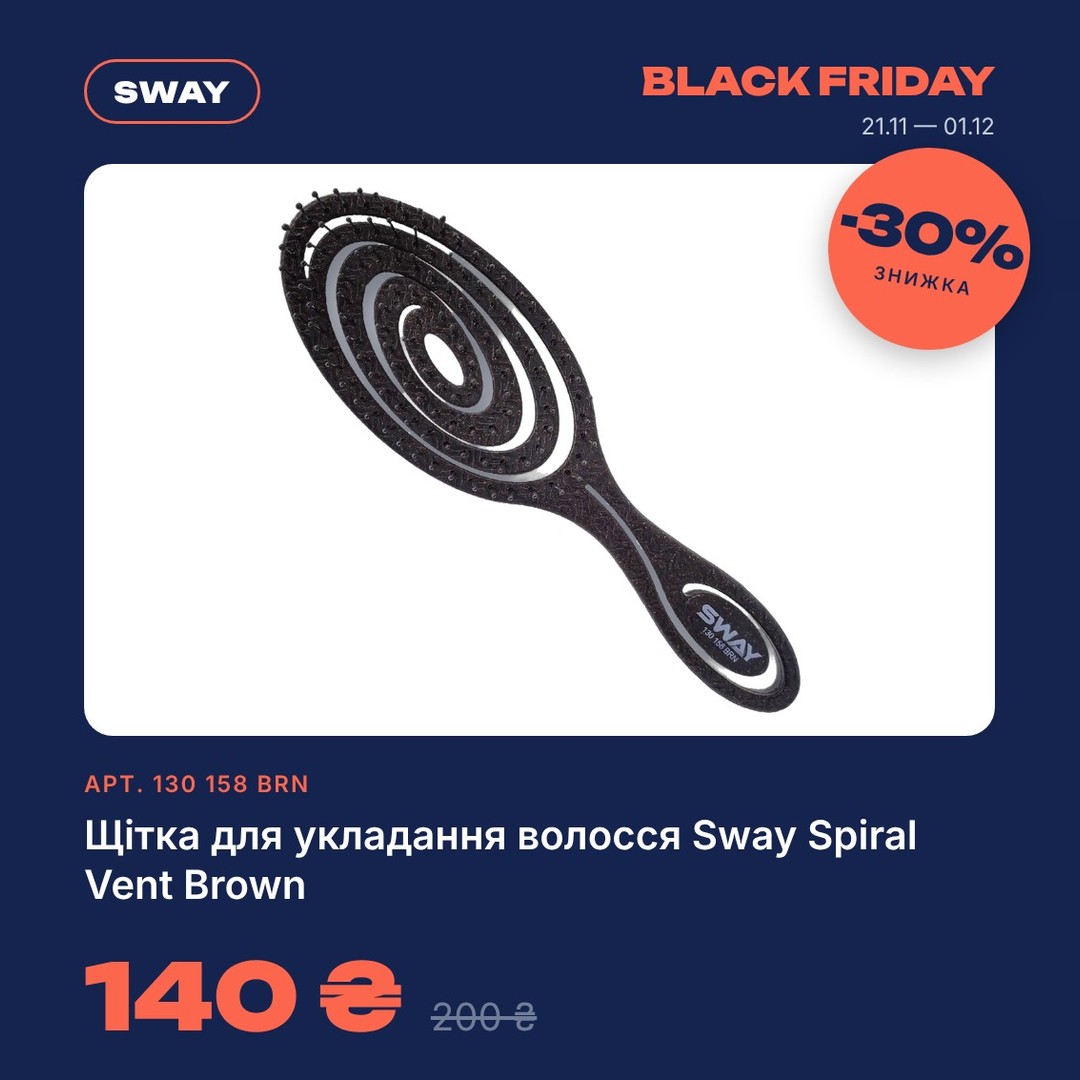 SWAY
BLACK FRIDAY
21.11 — 01.12
-30%
ЗНИЖКА
SWAY
130 158 BRN
АРТ. 130 158 BRN
Щітка для укладання волосся Sway Spiral
Vent Brown
140 ₴
200 ₴